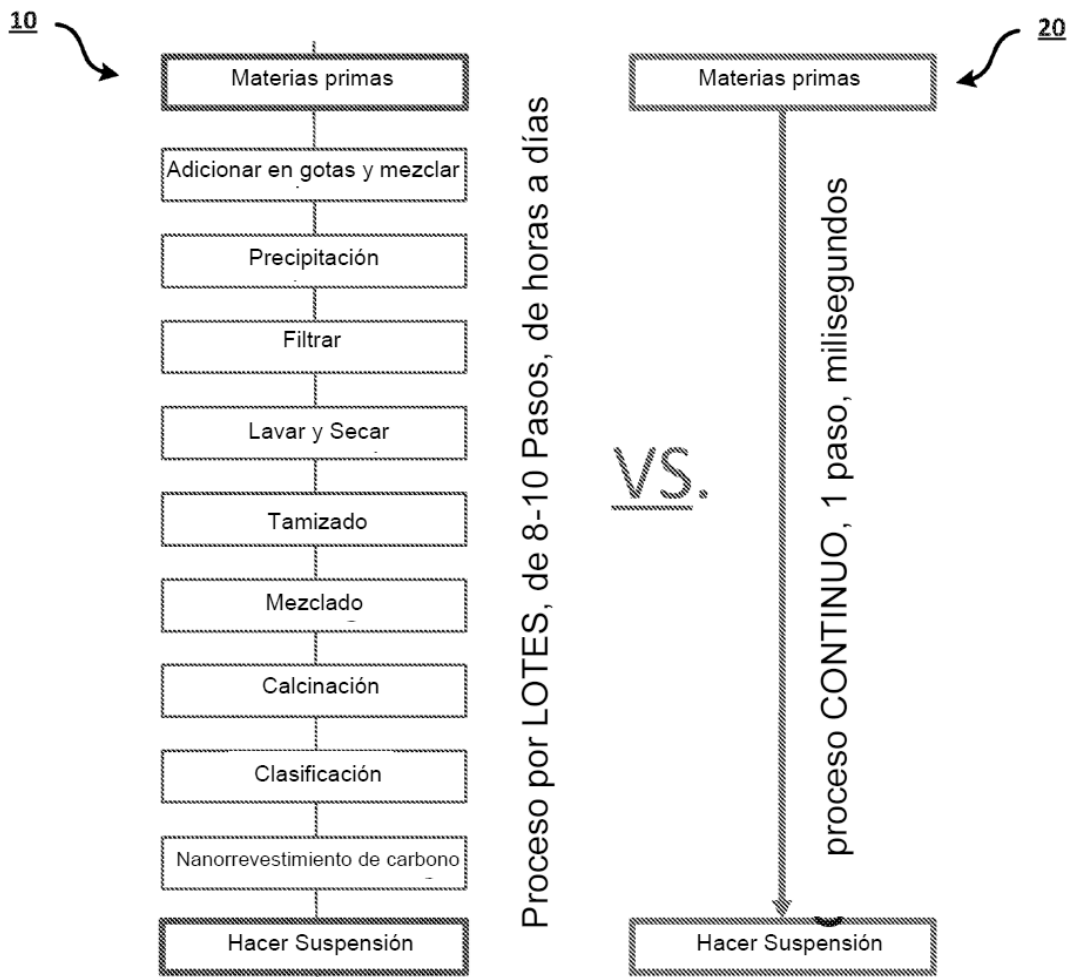 10
Materias primas
Adicionar en gotas y mezclar
Precipitación
Filtrar
Lavar y Secar
Tamizado
Mezclado
Calcinación
Clasificación
Nanorrevestimiento de carbono
Hacer Suspensión
Proceso por LOTES, de 8-10 Pasos, de horas a días
VS.
20
Materias primas
proceso CONTINUO, 1 paso, milisegundos
Hacer Suspensión